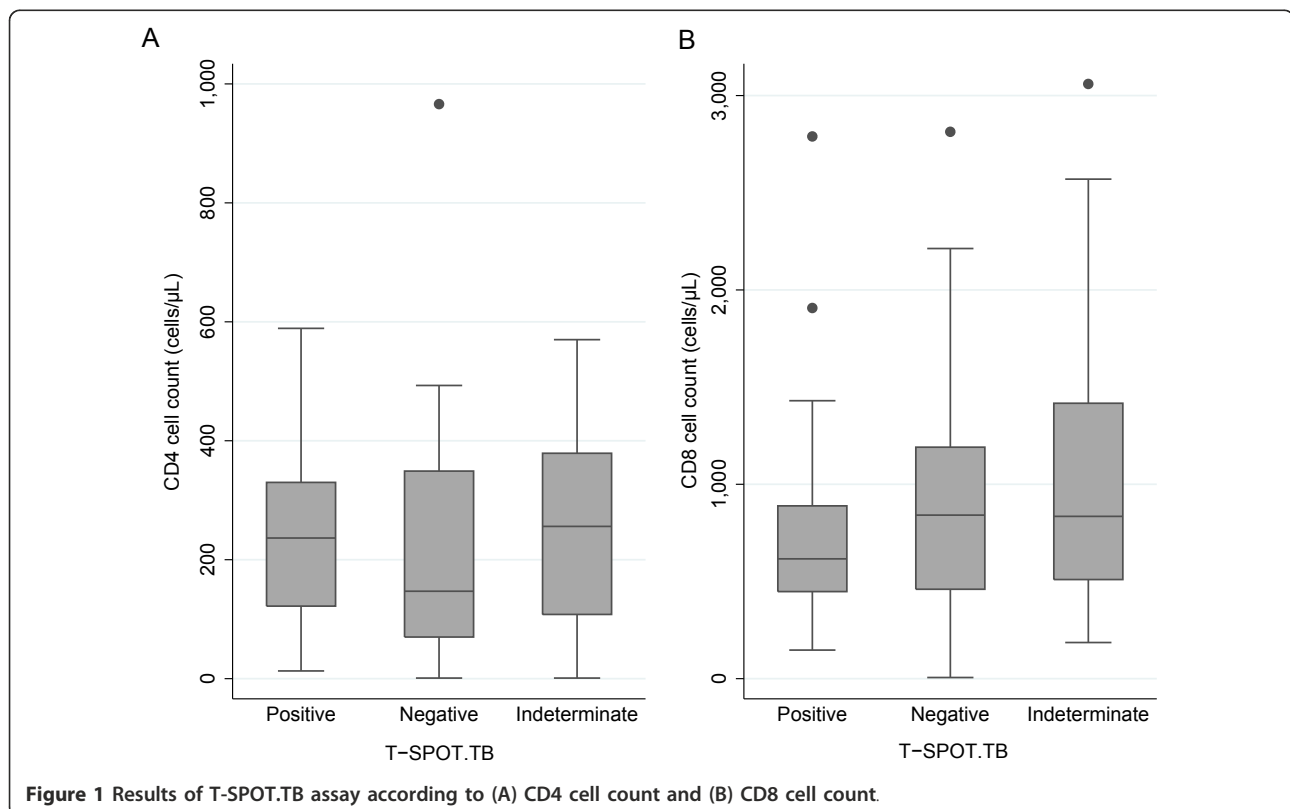 A
CD4 cell count (cells/µL)
1,000
800
600
400
200
0
Positive Negative Indeterminate
T−SPOT.TB
B
CD8 cell count (cells/µL)
3,000
2,000
1,000
0
Positive Negative Indeterminate
T−SPOT.TB
Figure 1 Results of T-SPOT.TB assay according to (A) CD4 cell count and (B) CD8 cell count.